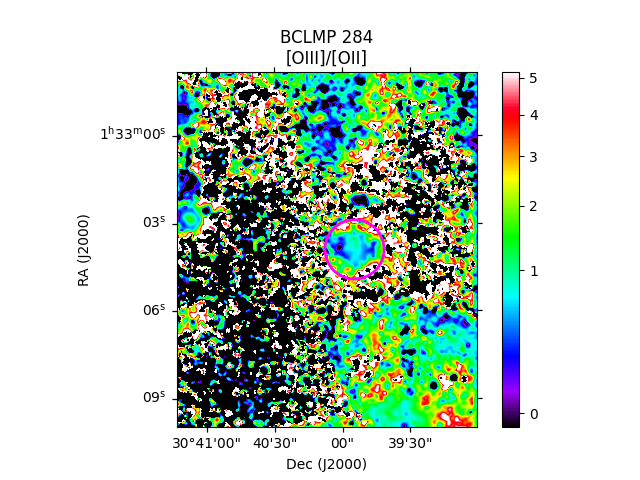 BCLMP 284
[OIII]/[OII]
1h33m00s
03s
06s
09s
30°41'00" 40'30" 00" 39'30"
RA (J2000)
Dec (J2000)
5
4
3
2
1
0